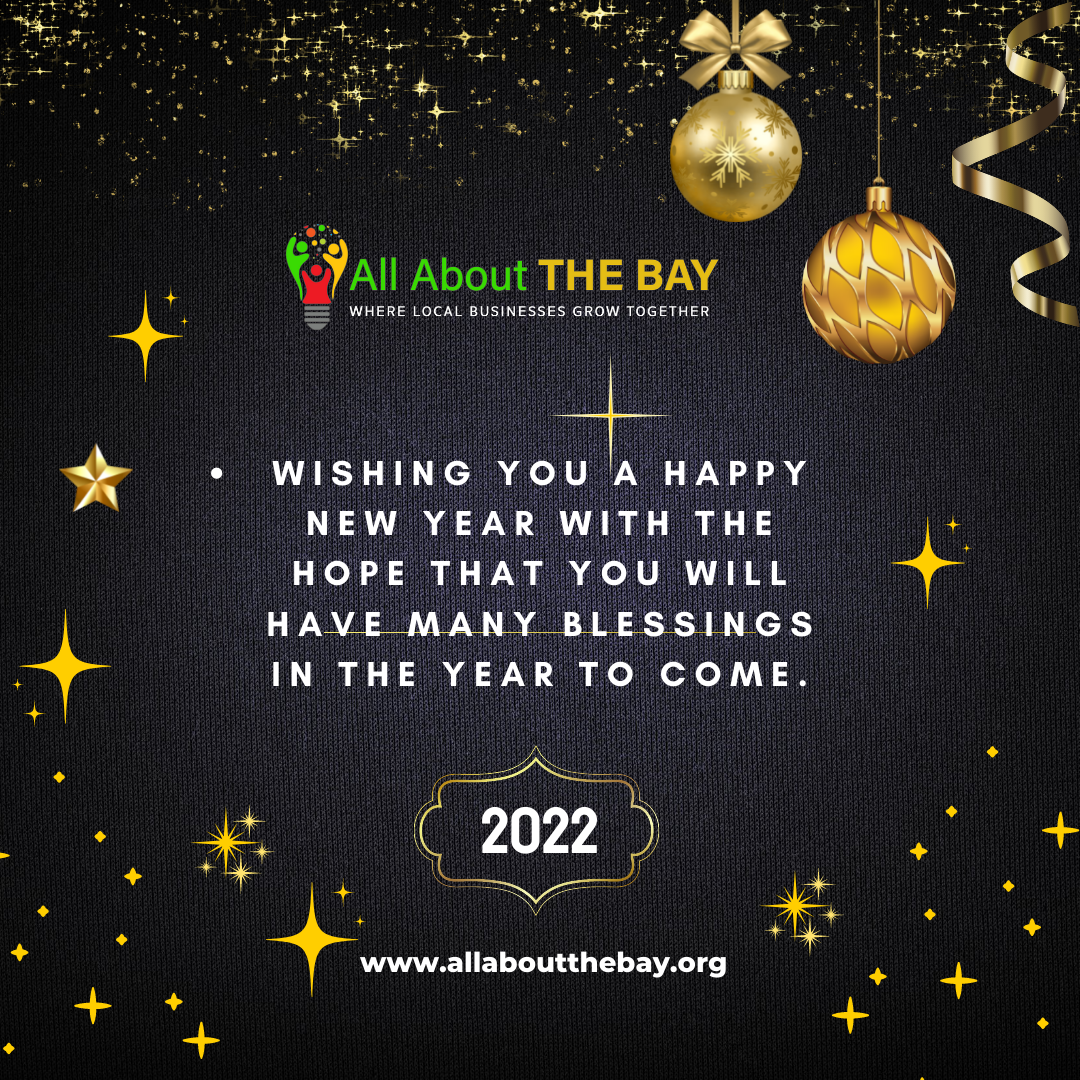 All About THE BAY
WHERE LOCAL BUSINESSES GROW TOGETHER
• WISHING YOU A HAPPY
NEW YEAR WITH THE
HOPE THAT YOU WILL
HAVE MANY BLESSINGS
IN THE YEAR TO COME.
2022
www.allaboutthebay.org